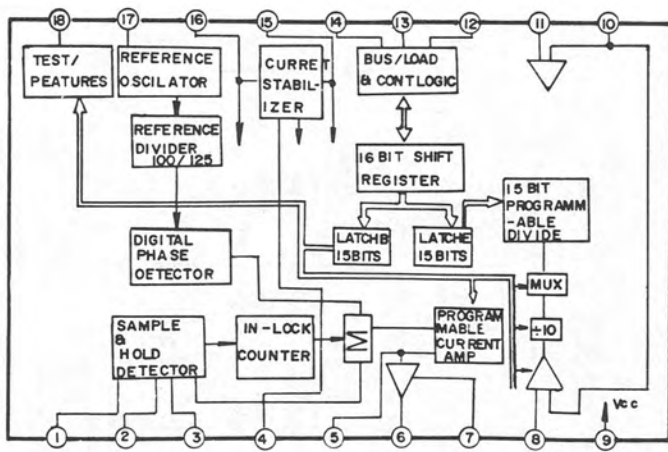 18 17 16 15 14 13 12 11 10
TEST/
PEATURES
REFERENCE
OSCILATOR
CURRET
STABIL-
IZER
BUS/LOAD
& CONTLOGIC
REFERENCE
DIVIDER
100/125
16 BIT SHIFT
REGISTER
15 BIT
PROGRAMM
-ABLE
DIVIDE
DIGITAL
PHASE
DETECTOR
LATCHB
15BITS
LATCHE
15BITS
MUX
SAMPLE
&
HOLD
DETECTOR
IN-LOCK
COUNTER
M
PROGRAM
MABLE
CURRENT
AMP
÷10
Vcc
1 2 3 4 5 6 7 8 9